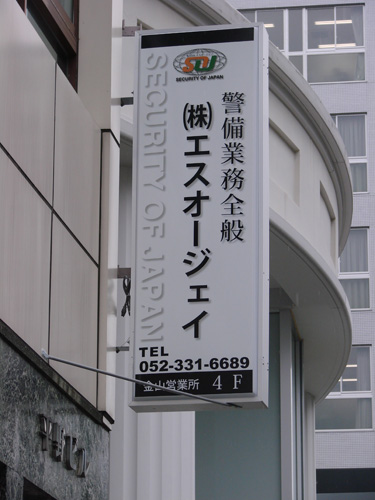 SOJ
SECURITY OF JAPAN
警備業務全般
㈱エスオージェイ
SECURITY OF JAPAN
TEL
052-331-6689
金山営業所 4F